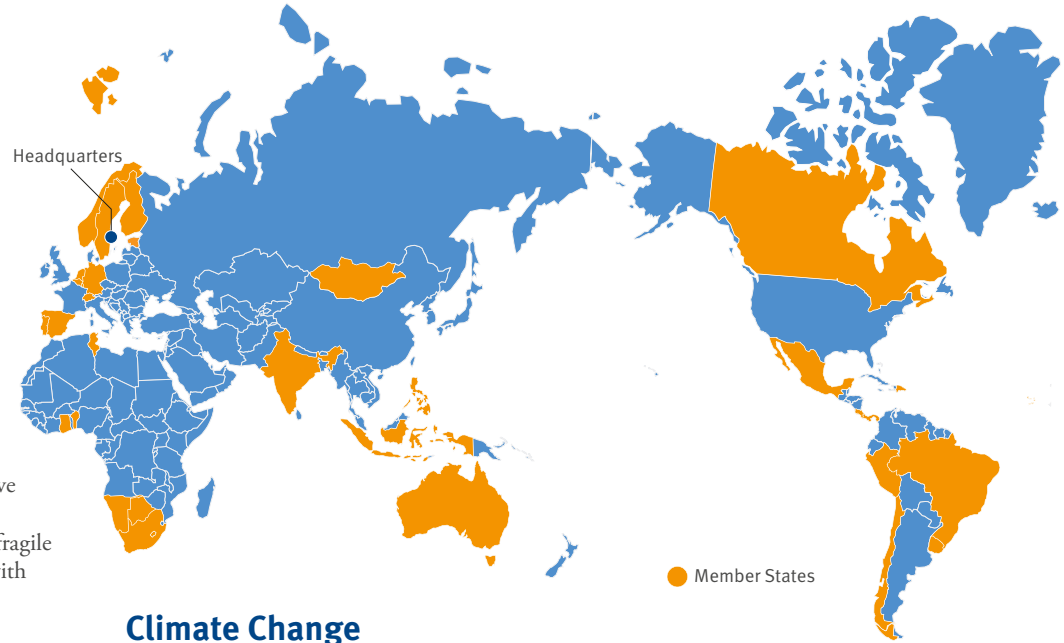 Headquarters
ve
fragile
ith
Member States
Climate Change